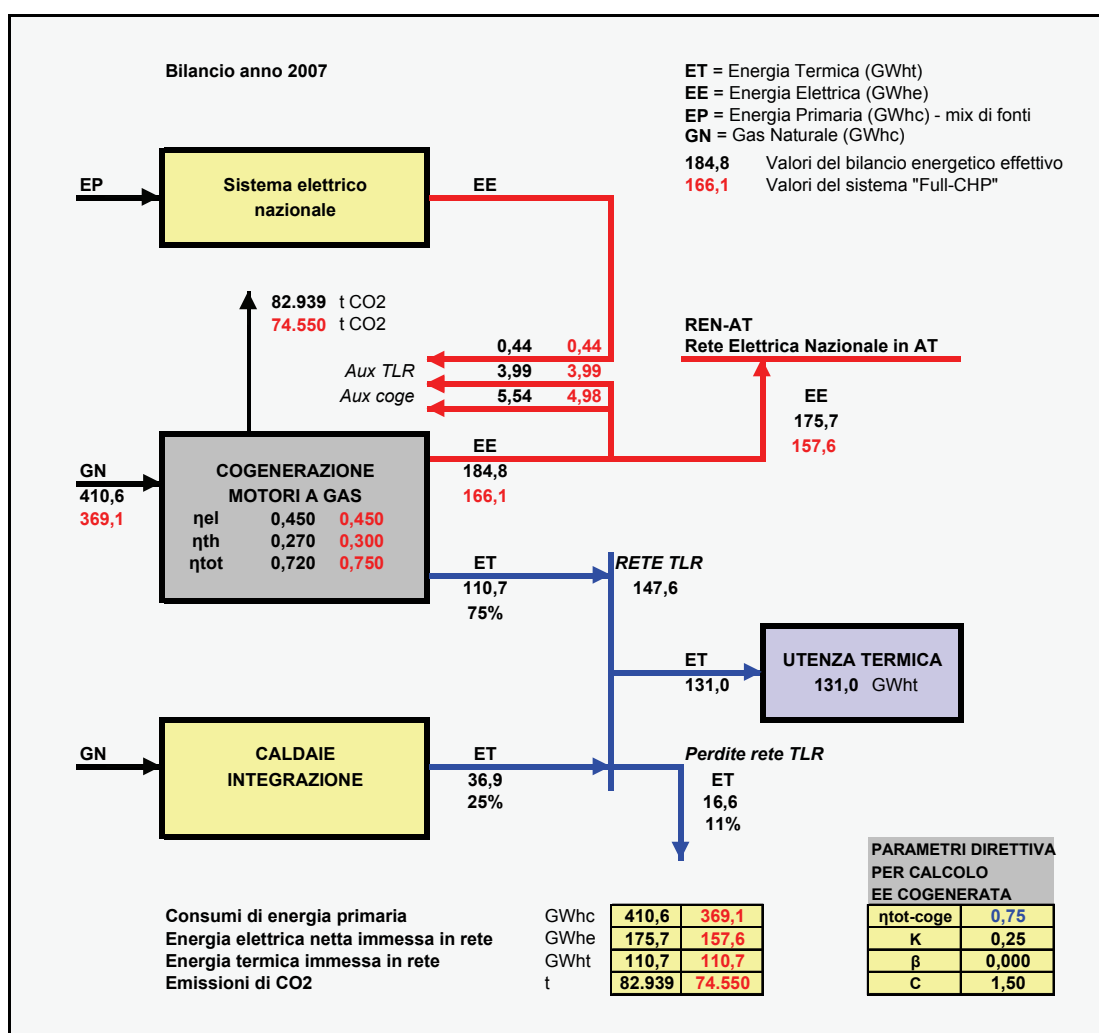 Bilancio anno 2007
ET = Energia Termica (GWht)
EE = Energia Elettrica (GWhe)
EP = Energia Primaria (GWhc) - mix di fonti
GN = Gas Naturale (GWhc)
184,8 Valori del bilancio energetico effettivo
166,1 Valori del sistema "Full-CHP"
EP
Sistema elettrico
nazionale
EE
82.939 t CO2
74.550 t CO2
REN-AT
Rete Elettrica Nazionale in AT
0,44 0,44
Aux TLR 3,99 3,99
Aux coge 5,54 4,98
EE
175,7
157,6
GN
410,6
369,1
COGENERAZIONE
MOTORI A GAS
ηel 0,450 0,450
ηth 0,270 0,300
ηtot 0,720 0,750
EE
184,8
166,1
ET
110,7
75%
RETE TLR
147,6
ET
131,0
UTENZA TERMICA
131,0 GWht
GN
CALDAIE
INTEGRAZIONE
ET
36,9
25%
Perdite rete TLR
ET
16,6
11%
Consumi di energia primaria GWhc 410,6 369,1
Energia elettrica netta immessa in rete GWhe 175,7 157,6
Energia termica immessa in rete GWht 110,7 110,7
Emissioni di CO2 t 82.939 74.550
PARAMETRI DIRETTIVA
PER CALCOLO
EE COGENERATA
ηtot-coge 0,75
K 0,25
β 0,000
C 1,50